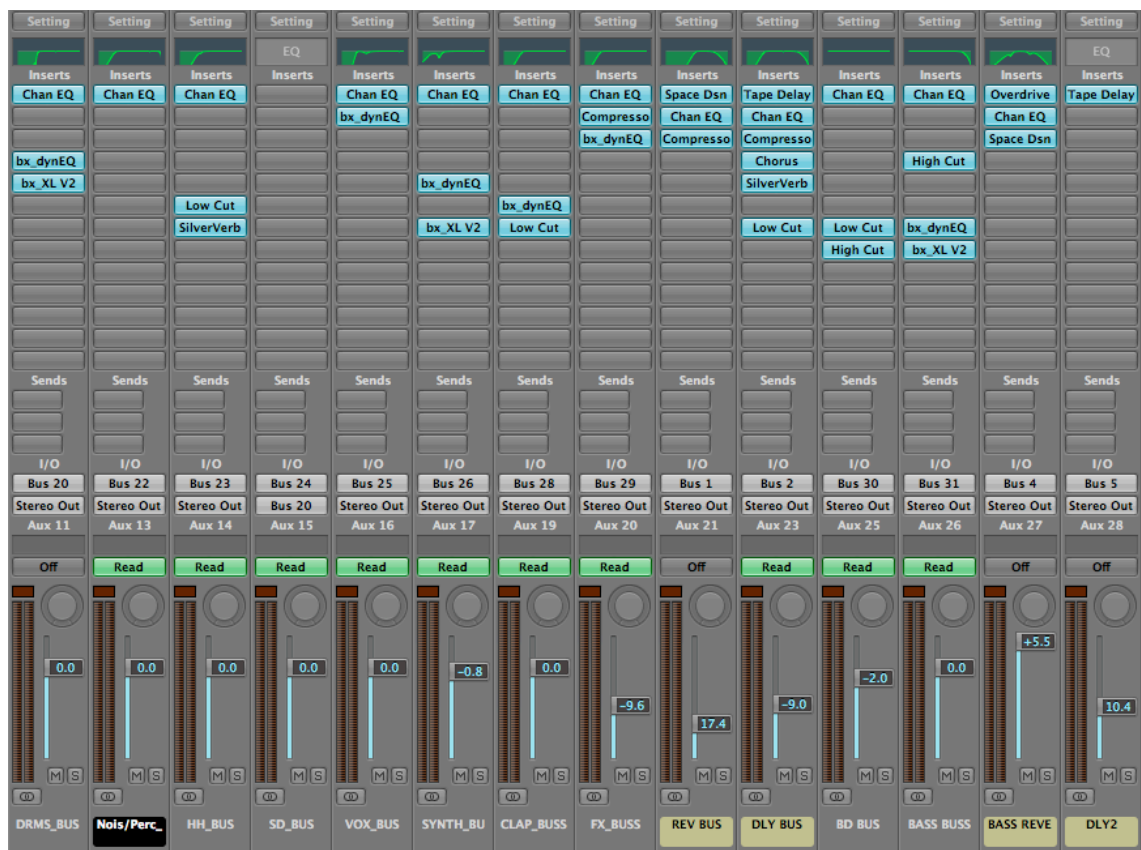 Setting Setting Setting Setting Setting Setting Setting Setting Setting Setting Setting Setting Setting Setting
EQ EQ
Inserts Inserts Inserts Inserts Inserts Inserts Inserts Inserts Inserts Inserts Inserts Inserts Inserts Inserts
Chan EQ Chan EQ Chan EQ Chan EQ Chan EQ Chan EQ Chan EQ Space Dsn Tape Delay Chan EQ Chan EQ Overdrive Tape Delay
bx_dynEQ Compresso Chan EQ Chan EQ Chan EQ
bx_dynEQ Compresso Compresso Space Dsn
bx_dynEQ Chorus High Cut
bx_XL V2 bx_dynEQ SilverVerb
Low Cut bx_dynEQ
SilverVerb bx_XL V2 Low Cut Low Cut Low Cut bx_dynEQ
High Cut bx_XL V2
Sends Sends Sends Sends Sends Sends Sends Sends Sends Sends Sends Sends Sends Sends
I/O I/O I/O I/O I/O I/O I/O I/O I/O I/O I/O I/O I/O I/O
Bus 20 Bus 22 Bus 23 Bus 24 Bus 25 Bus 26 Bus 28 Bus 29 Bus 1 Bus 2 Bus 30 Bus 31 Bus 4 Bus 5
Stereo Out Stereo Out Stereo Out Bus 20 Stereo Out Stereo Out Stereo Out Stereo Out Stereo Out Stereo Out Stereo Out Stereo Out Stereo Out Stereo Out
Aux 11 Aux 13 Aux 14 Aux 15 Aux 16 Aux 17 Aux 19 Aux 20 Aux 21 Aux 23 Aux 25 Aux 26 Aux 27 Aux 28
Off Read Read Read Read Read Read Read Off Read Read Read Off Off
+5.5
0.0 0.0 0.0 0.0 0.0 -0.8 0.0 -2.0 0.0
-9.6 17.4 -9.0 10.4
M S M S M S M S M S M S M S M S M S M S M S M S M S M S
DRMS_BUS Nois/Perc_ HH_BUS SD_BUS VOX_BUS SYNTH_BU CLAP_BUSS FX_BUSS REV BUS DLY BUS BD BUS BASS BUSS BASS REVE DLY2